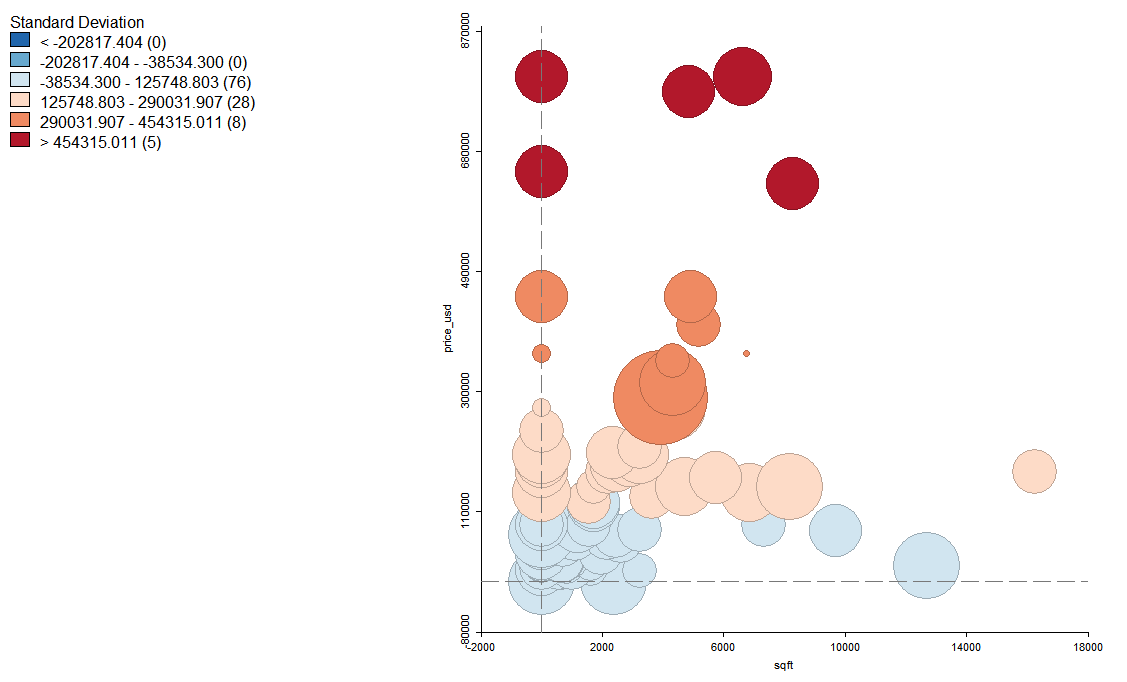 Standard Deviation
< -202817.404 (0)
-202817.404 - -38534.300 (0)
-38534.300 - 125748.803 (76)
125748.803 - 290031.907 (28)
290031.907 - 454315.011 (8)
> 454315.011 (5)
870000
680000
490000
300000
110000
-80000
price_usd
-2000
2000
6000
10000
14000
18000
sqft